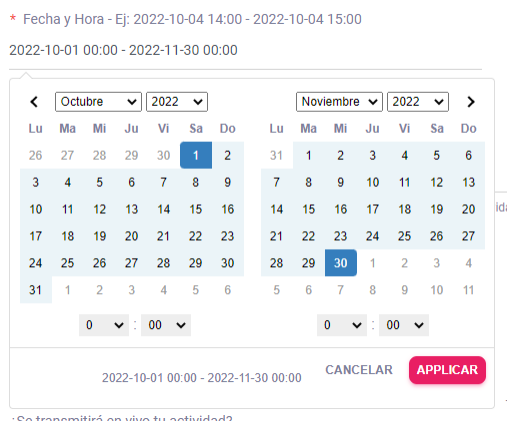 * Fecha y Hora - Ej: 2022-10-04 14:00 - 2022-10-04 15:00
2022-10-01 00:00 - 2022-11-30 00:00
Octubre 2022
Lu Ma Mi Ju Vi Sa Do
26 27 28 29 30 1 2
3 4 5 6 7 8 9
10 11 12 13 14 15 16
17 18 19 20 21 22 23
24 25 26 27 28 29 30
31 1 2 3 4 5 6
0 : 00
Noviembre 2022
Lu Ma Mi Ju Vi Sa Do
31 1 2 3 4 5 6
7 8 9 10 11 12 13
14 15 16 17 18 19 20
21 22 23 24 25 26 27
28 29 30 1 2 3 4
5 6 7 8 9 10 11
0 : 00
2022-10-01 00:00 - 2022-11-30 00:00 CANCELAR APLICAR
¿Se transmitirá en vivo tu actividad?